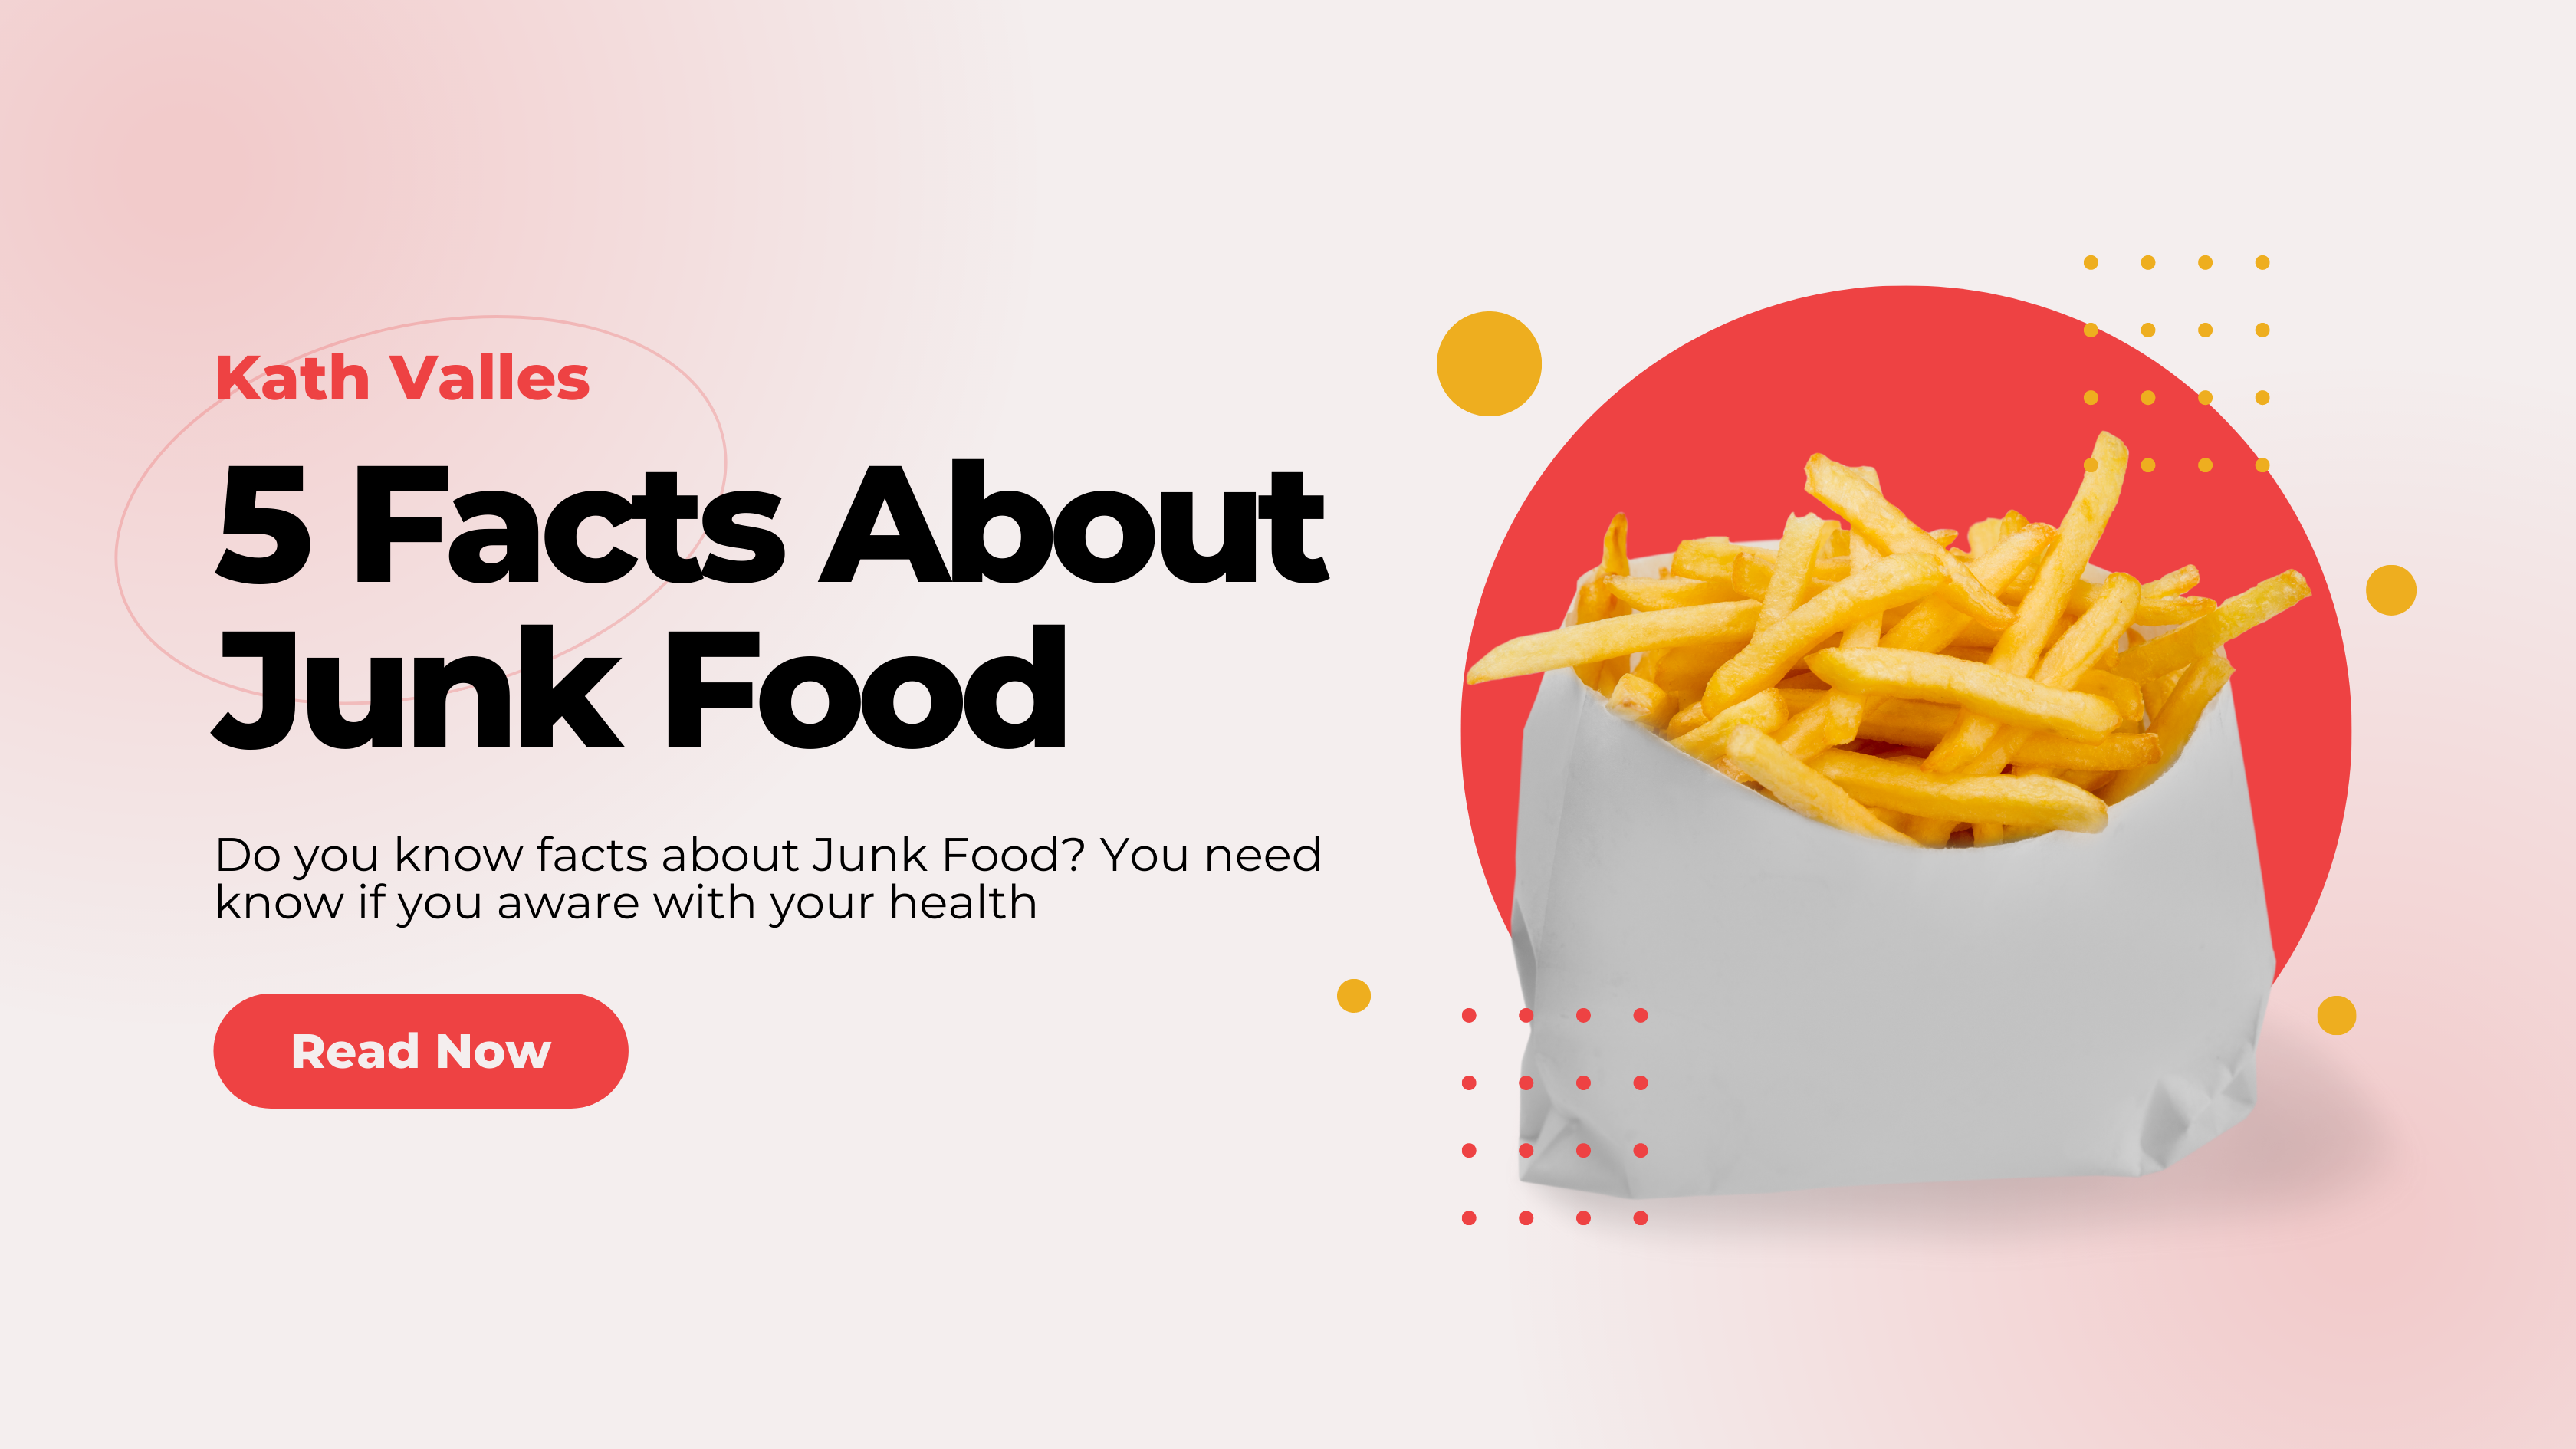 Kath Valles
5 Facts About
Junk Food
Do you know facts about Junk Food? You need
know if you aware with your health
Read Now